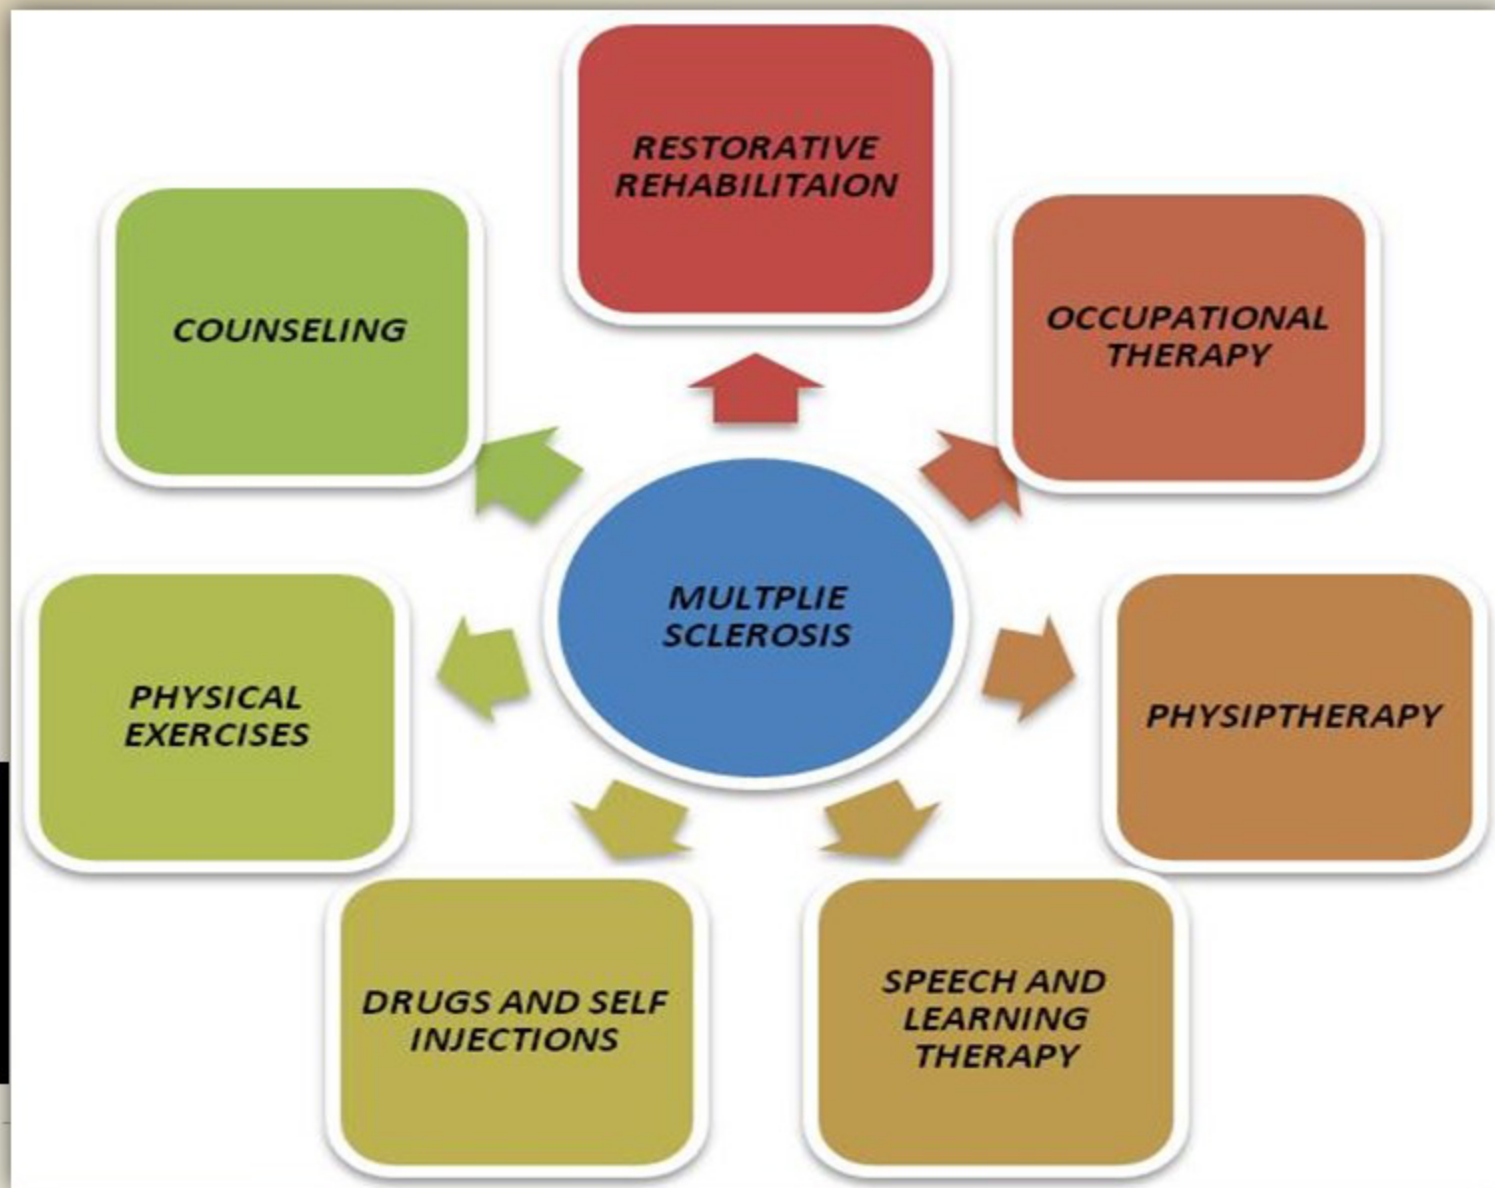 RESTORATIVE
REHABILITAION
COUNSELING
OCCUPATIONAL
THERAPY
MULTPLIE
SCLEROSIS
PHYSICAL
EXERCISES
PHYSIPTHERAPY
DRUGS AND SELF
INJECTIONS
SPEECH AND
LEARNING
THERAPY